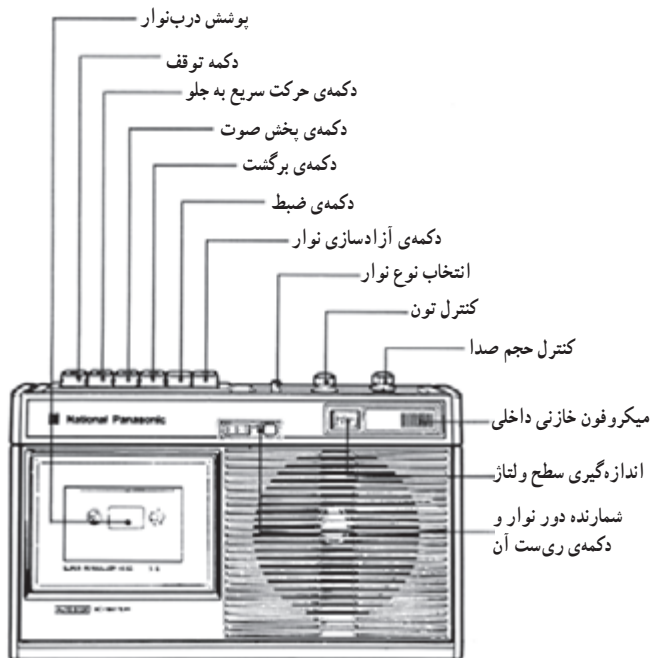 پوشش درب‌نوار
دکمه توقف
دکمه‌ی حرکت سریع به جلو
دکمه‌ی پخش صوت
دکمه‌ی برگشت
دکمه‌ی ضبط
دکمه‌ی آزادسازی نوار
انتخاب نوع نوار
کنترل تون
کنترل حجم صدا
National Panasonic
میکروفون خازنی داخلی
اندازه‌گیری سطح ولتاژ
شمارنده دور نوار و
دکمه‌ی ری‌ست آن